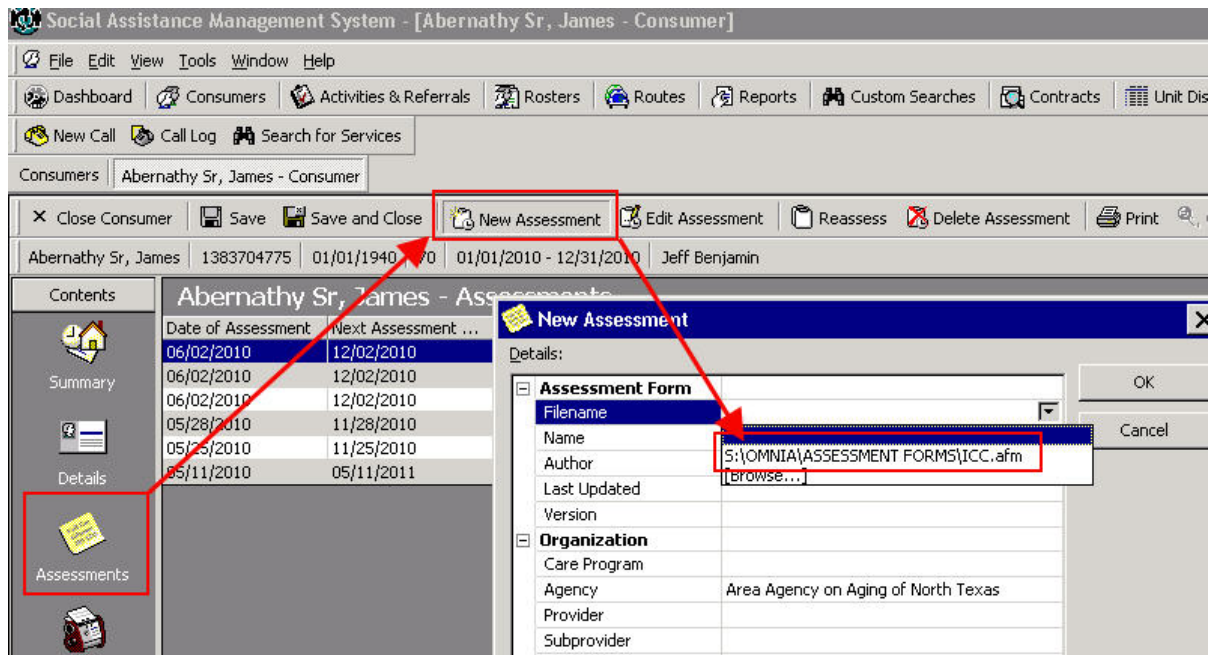 Social Assistance Management System - [Abernathy Sr, James - Consumer]
File Edit View Tools Window Help
Dashboard Consumers Activities & Referrals Rosters Routes Reports Custom Searches Contracts Unit Dis
New Call Call Log Search for Services
Consumers Abernathy Sr, James - Consumer
Close Consumer Save Save and Close New Assessment Edit Assessment Reassess Delete Assessment Print
Abernathy Sr, James 1383704775 01/01/1940 70 01/01/2010 - 12/31/2010 Jeff Benjamin
Contents
Summary
Details
Assessments
Abernathy Sr, James - Assessments
Date of Assessment Next Assessment ...
06/02/2010 12/02/2010
06/02/2010 12/02/2010
06/02/2010 12/02/2010
05/28/2010 11/28/2010
05/25/2010 11/25/2010
05/11/2010 05/11/2011
New Assessment
Details:
Assessment Form
Filename
S:\OMNIA\ASSESSMENT FORMS\ICC.afm
[Browse...]
Name
Author
Last Updated
Version
Organization
Care Program
Agency Area Agency on Aging of North Texas
Provider
Subprovider
OK
Cancel